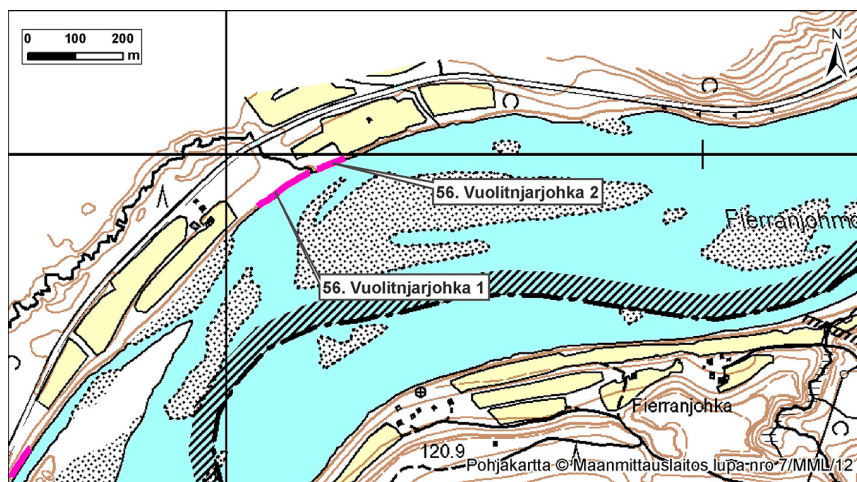 0 100 200
m
N
56. Vuolitnjarjohka 2
Fierranjohmo
56. Vuolitnjarjohka 1
Fierranjohka
120.9
Pohjakartta © Maanmittauslaitos lupa nro 7/MML/12